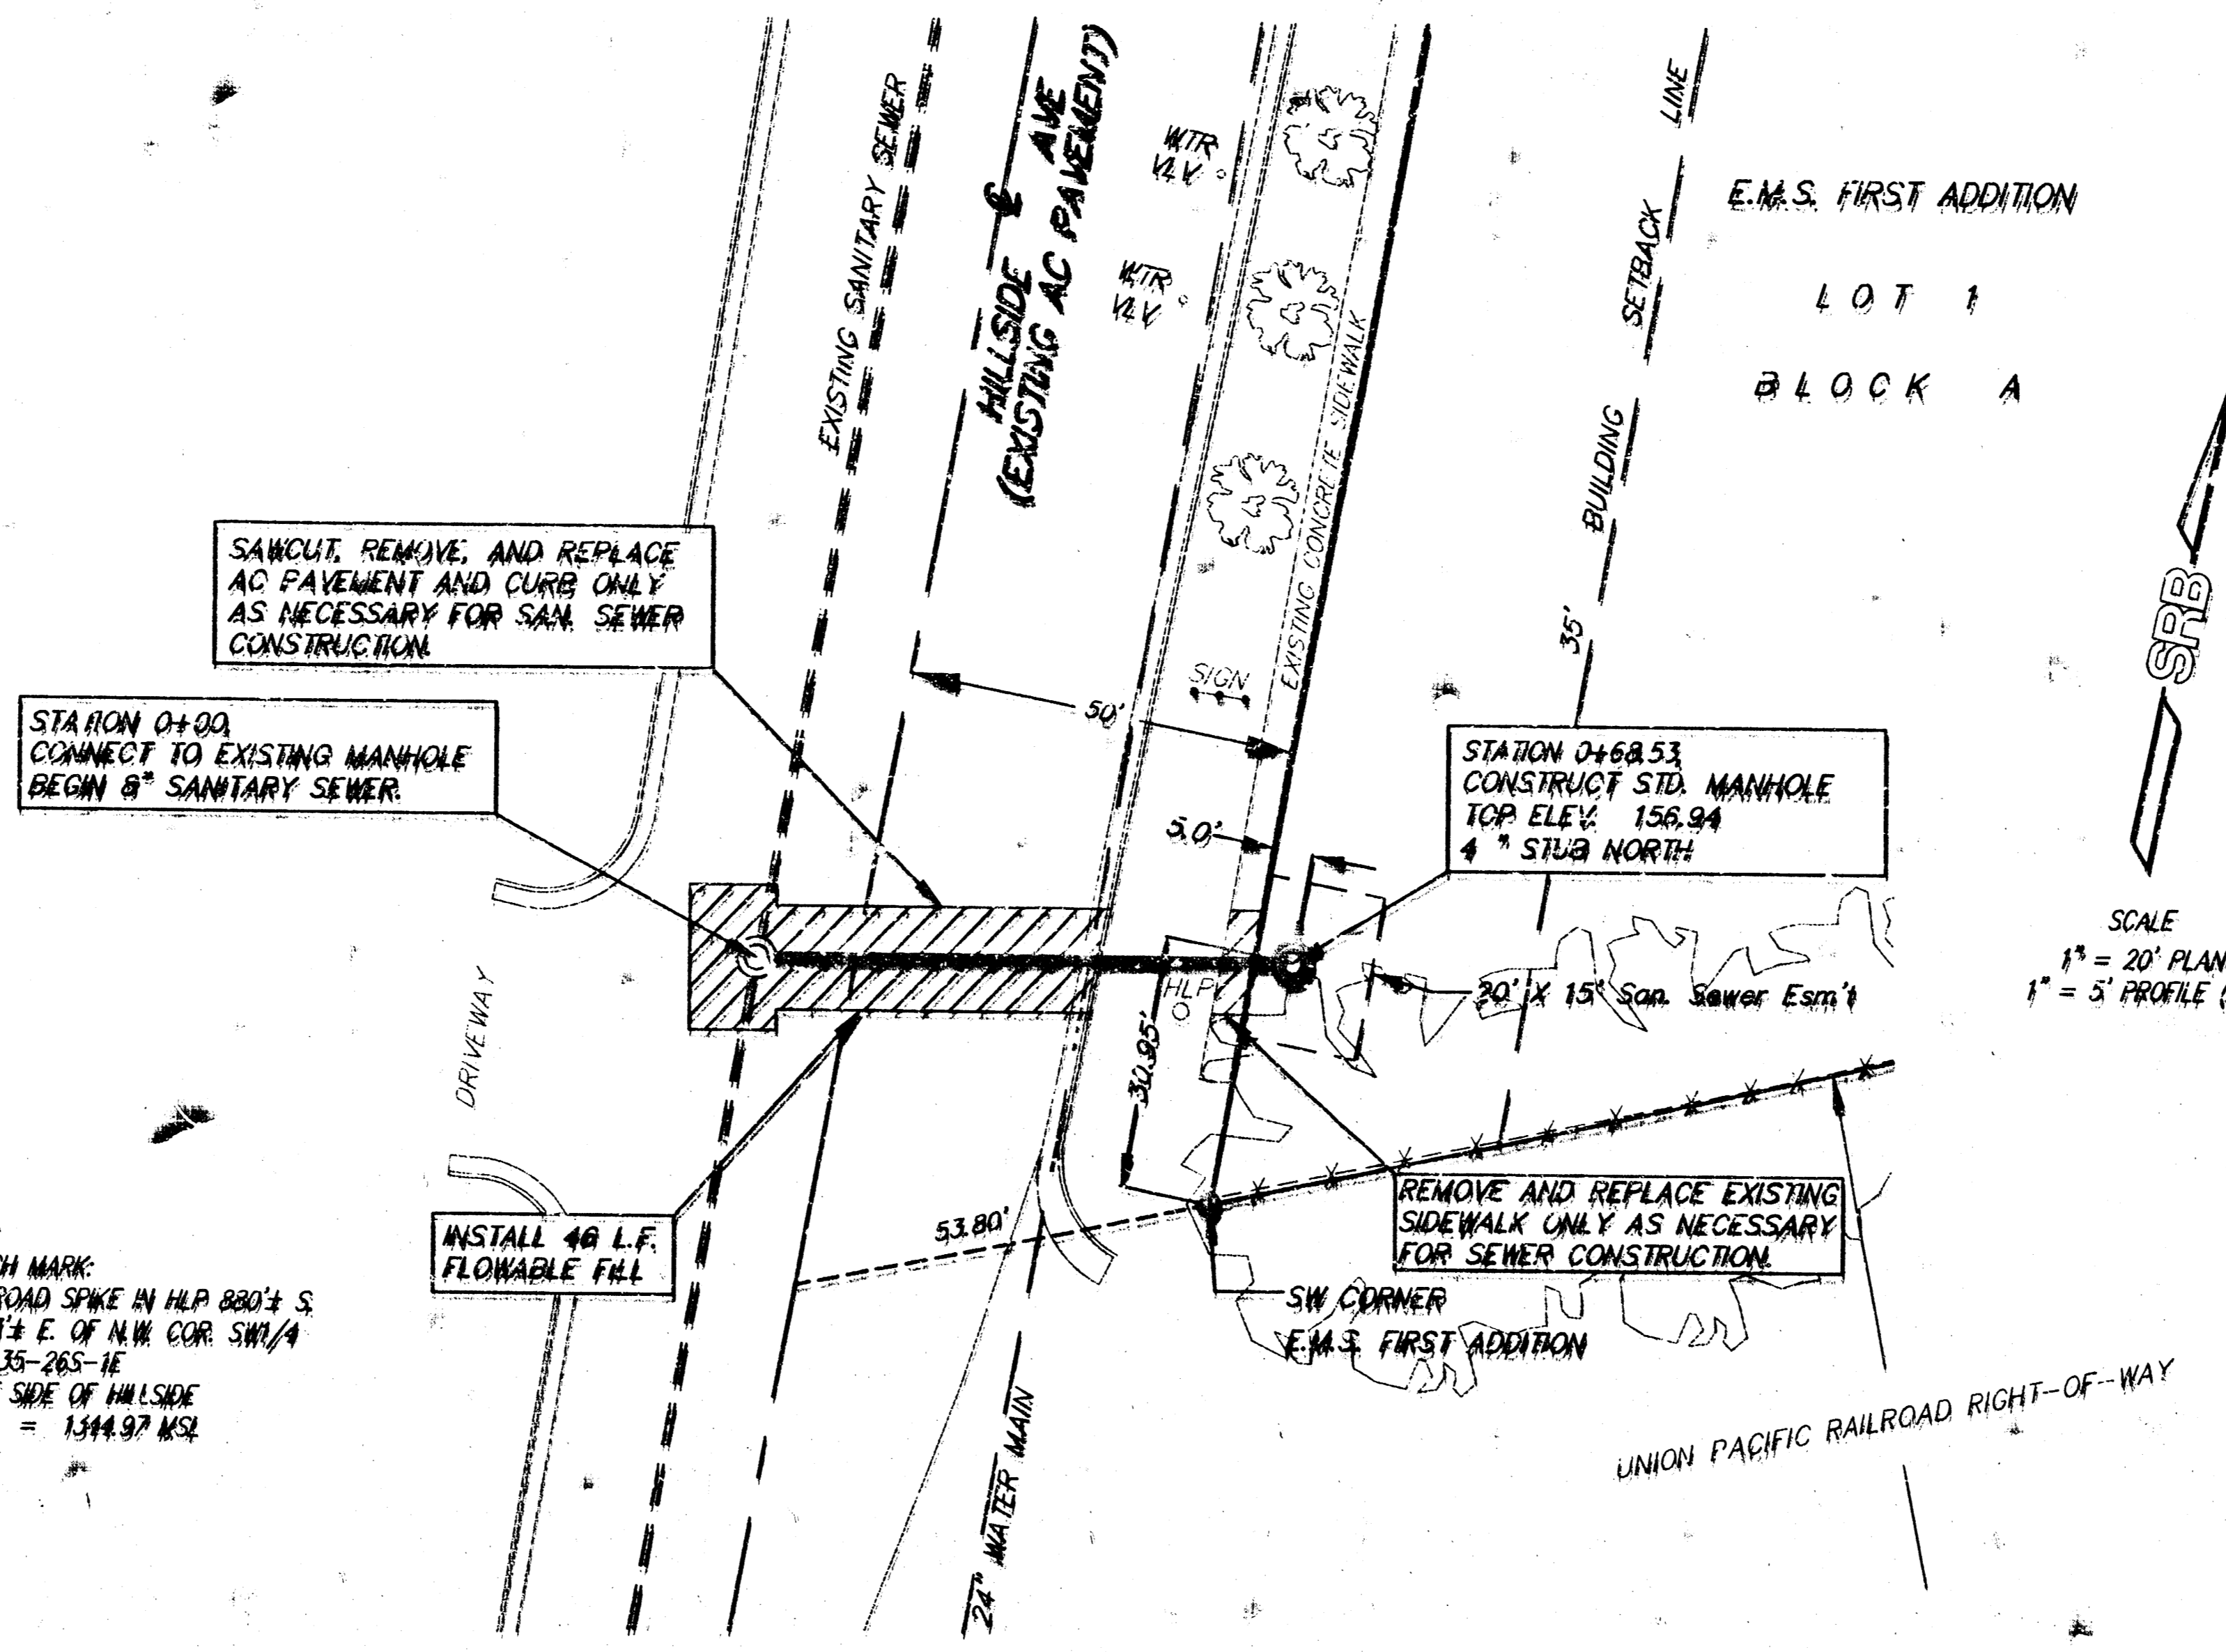 EXISTING SANITARY SEWER
HILLSIDE ℄ AVE
(EXISTING AC PAVEMENT)
WTR
VLV
WTR
VLV
EXISTING CONCRETE SIDEWALK
35' BUILDING SETBACK LINE
E.M.S. FIRST ADDITION
LOT 1
BLOCK A
SAWCUT, REMOVE, AND REPLACE
AC PAVEMENT AND CURB ONLY
AS NECESSARY FOR SAN. SEWER
CONSTRUCTION.
STATION 0+00,
CONNECT TO EXISTING MANHOLE
BEGIN 8" SANITARY SEWER.
SIGN
50'
5.0'
STATION 0+68.53,
CONSTRUCT STD. MANHOLE
TOP ELEV. 156.94
4 " STUB NORTH
SRB
SCALE
1" = 20' PLAN
1" = 5' PROFILE (
20' X 15' San. Sewer Esm't
HLP
30.95'
DRIVEWAY
INSTALL 46 L.F.
FLOWABLE FILL
53.80'
REMOVE AND REPLACE EXISTING
SIDEWALK ONLY AS NECESSARY
FOR SEWER CONSTRUCTION.
SW CORNER
E.M.S. FIRST ADDITION
CH MARK:
ROAD SPIKE IN HLP 880'± S.
'± E. OF N.W. COR. SW1/4
35-26S-1E
SIDE OF HILLSIDE
= 1344.97 MSL
24" WATER MAIN
UNION PACIFIC RAILROAD RIGHT-OF-WAY